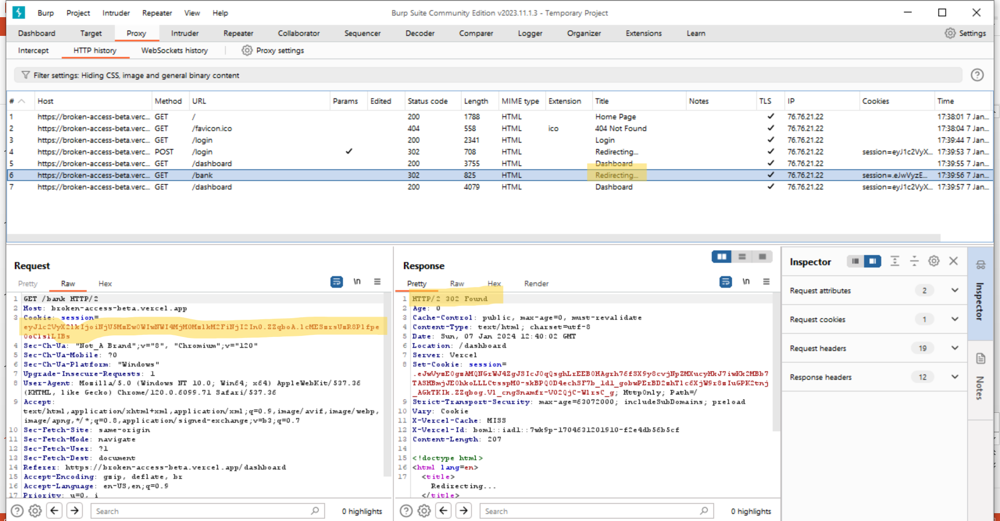 Burp Project Intruder Repeater View Help Burp Suite Community Edition v2023.11.1.3 - Temporary Project
Dashboard Target Proxy Intruder Repeater Collaborator Sequencer Decoder Comparer Logger Organizer Extensions Learn Settings
Intercept HTTP history WebSockets history Proxy settings
Filter settings: Hiding CSS, image and general binary content
# Host Method URL Params Edited Status code Length MIME type Extension Title Notes TLS IP Cookies Time
1 https://broken-access-beta.verc... GET / 200 1788 HTML Home Page ✓ 76.76.21.22 17:38:01 7 Jan...
2 https://broken-access-beta.verc... GET /favicon.ico 404 558 HTML ico 404 Not Found ✓ 76.76.21.22 17:38:04 7 Jan...
3 https://broken-access-beta.verc... GET /login 200 2341 HTML Login ✓ 76.76.21.22 17:39:44 7 Jan...
4 https://broken-access-beta.verc... POST /login ✓ 302 708 HTML Redirecting... ✓ 76.76.21.22 session=eyJ1c2VyX... 17:39:53 7 Jan...
5 https://broken-access-beta.verc... GET /dashboard 200 3755 HTML Dashboard ✓ 76.76.21.22 17:39:55 7 Jan...
6 https://broken-access-beta.verc... GET /bank 302 825 HTML Redirecting... ✓ 76.76.21.22 session=.eJwVyzE... 17:39:56 7 Jan...
7 https://broken-access-beta.verc... GET /dashboard 200 4079 HTML Dashboard ✓ 76.76.21.22 session=eyJ1c2VyX... 17:39:57 7 Jan...
Request
Pretty Raw Hex \n
1 GET /bank HTTP/2
2 Host: broken-access-beta.vercel.app
3 Cookie: session=
4 Sec-Ch-Ua: "Not_A Brand";v="8", "Chromium";v="120"
5 Sec-Ch-Ua-Mobile: ?0
6 Sec-Ch-Ua-Platform: "Windows"
7 Upgrade-Insecure-Requests: 1
8 User-Agent: Mozilla/5.0 (Windows NT 10.0; Win64; x64) AppleWebKit/537.36
(KHTML, like Gecko) Chrome/120.0.6099.71 Safari/537.36
9 Accept:
text/html,application/xhtml+xml,application/xml;q=0.9,image/avif,image/webp,
image/apng,*/*;q=0.8,application/signed-exchange;v=b3;q=0.7
10 Sec-Fetch-Site: same-origin
11 Sec-Fetch-Mode: navigate
12 Sec-Fetch-User: ?1
13 Sec-Fetch-Dest: document
14 Referer: https://broken-access-beta.vercel.app/dashboard
15 Accept-Encoding: gzip, deflate, br
16 Accept-Language: en-US,en;q=0.9
17 Priority: u=0, i
Search 0 highlights
Response
Pretty Raw Hex Render \n
1 HTTP/2 302 Found
2 Age: 0
3 Cache-Control: public, max-age=0, must-revalidate
4 Content-Type: text/html; charset=utf-8
5 Date: Sun, 07 Jan 2024 12:40:02 GMT
6 Location: /dashboard
7 Server: Vercel
8 Set-Cookie: session=
HttpOnly; Path=/
9 Strict-Transport-Security: max-age=63072000; includeSubDomains; preload
10 Vary: Cookie
11 X-Vercel-Cache: MISS
12 X-Vercel-Id: bom1::iad1::7wk9p-1704631201910-f2e4db56b5cf
13 Content-Length: 207
14
15 <!doctype html>
16 <html lang=en>
17 <title>
Redirecting...
</title>
Search 0 highlights
Inspector
Request attributes 2
Request cookies 1
Request headers 19
Response headers 12
Inspector
Notes